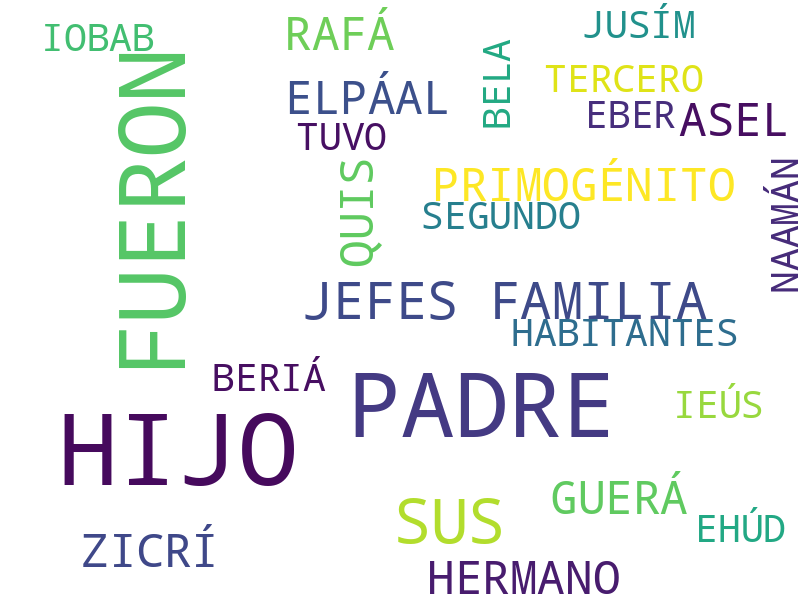 JUSÍM
IOBAB
RAFÁ
BELA
TERCERO
ELPÁAL
EBER
ASEL
TUVO
FUERON
QUIS
PRIMOGÉNITO
SEGUNDO
NAAMÁN
JEFES FAMILIA
HABITANTES
BERIÁ
PADRE
IEÚS
HIJO
GUERÁ
SUS
EHÚD
ZICRÍ
HERMANO